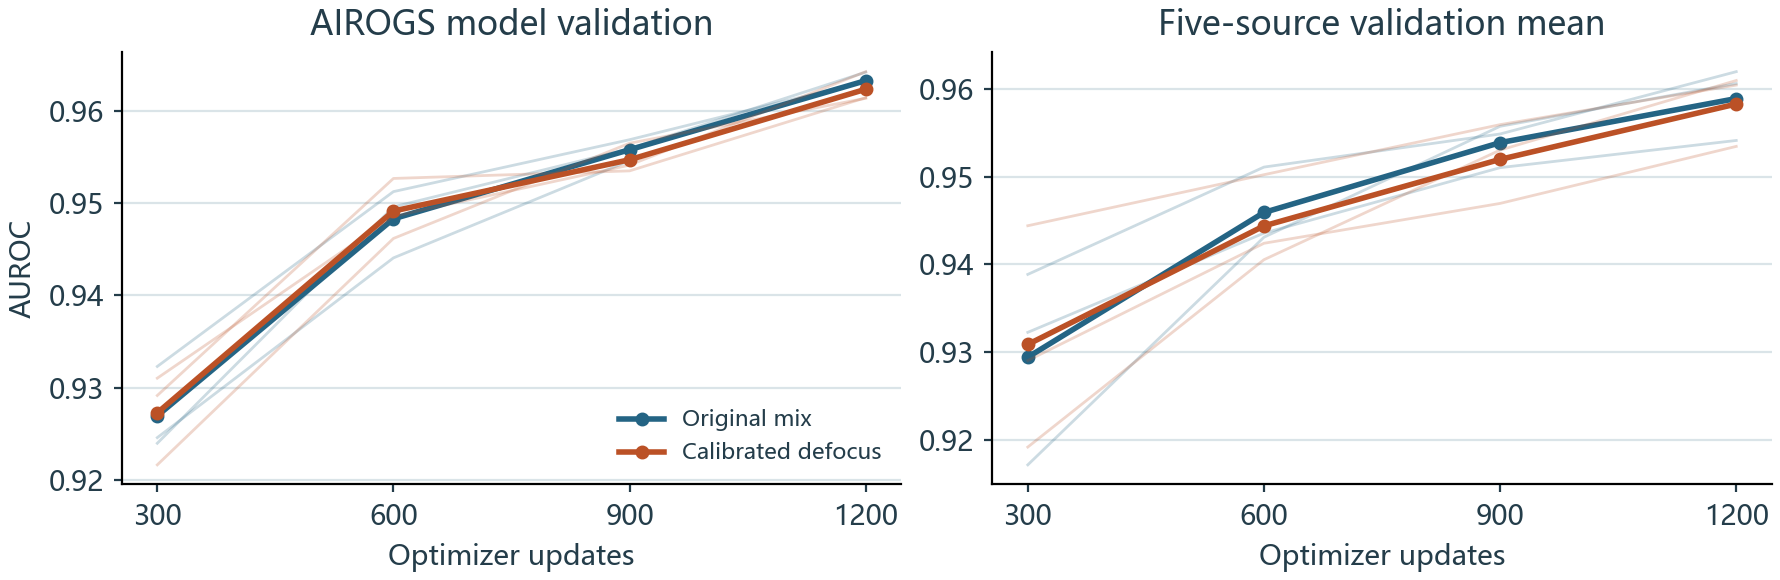 AIROGS model validation
AUROC
0.96
0.95
0.94
0.93
0.92
300 600 900 1200
Optimizer updates
Original mix
Calibrated defocus
Five-source validation mean
0.96
0.95
0.94
0.93
0.92
300 600 900 1200
Optimizer updates